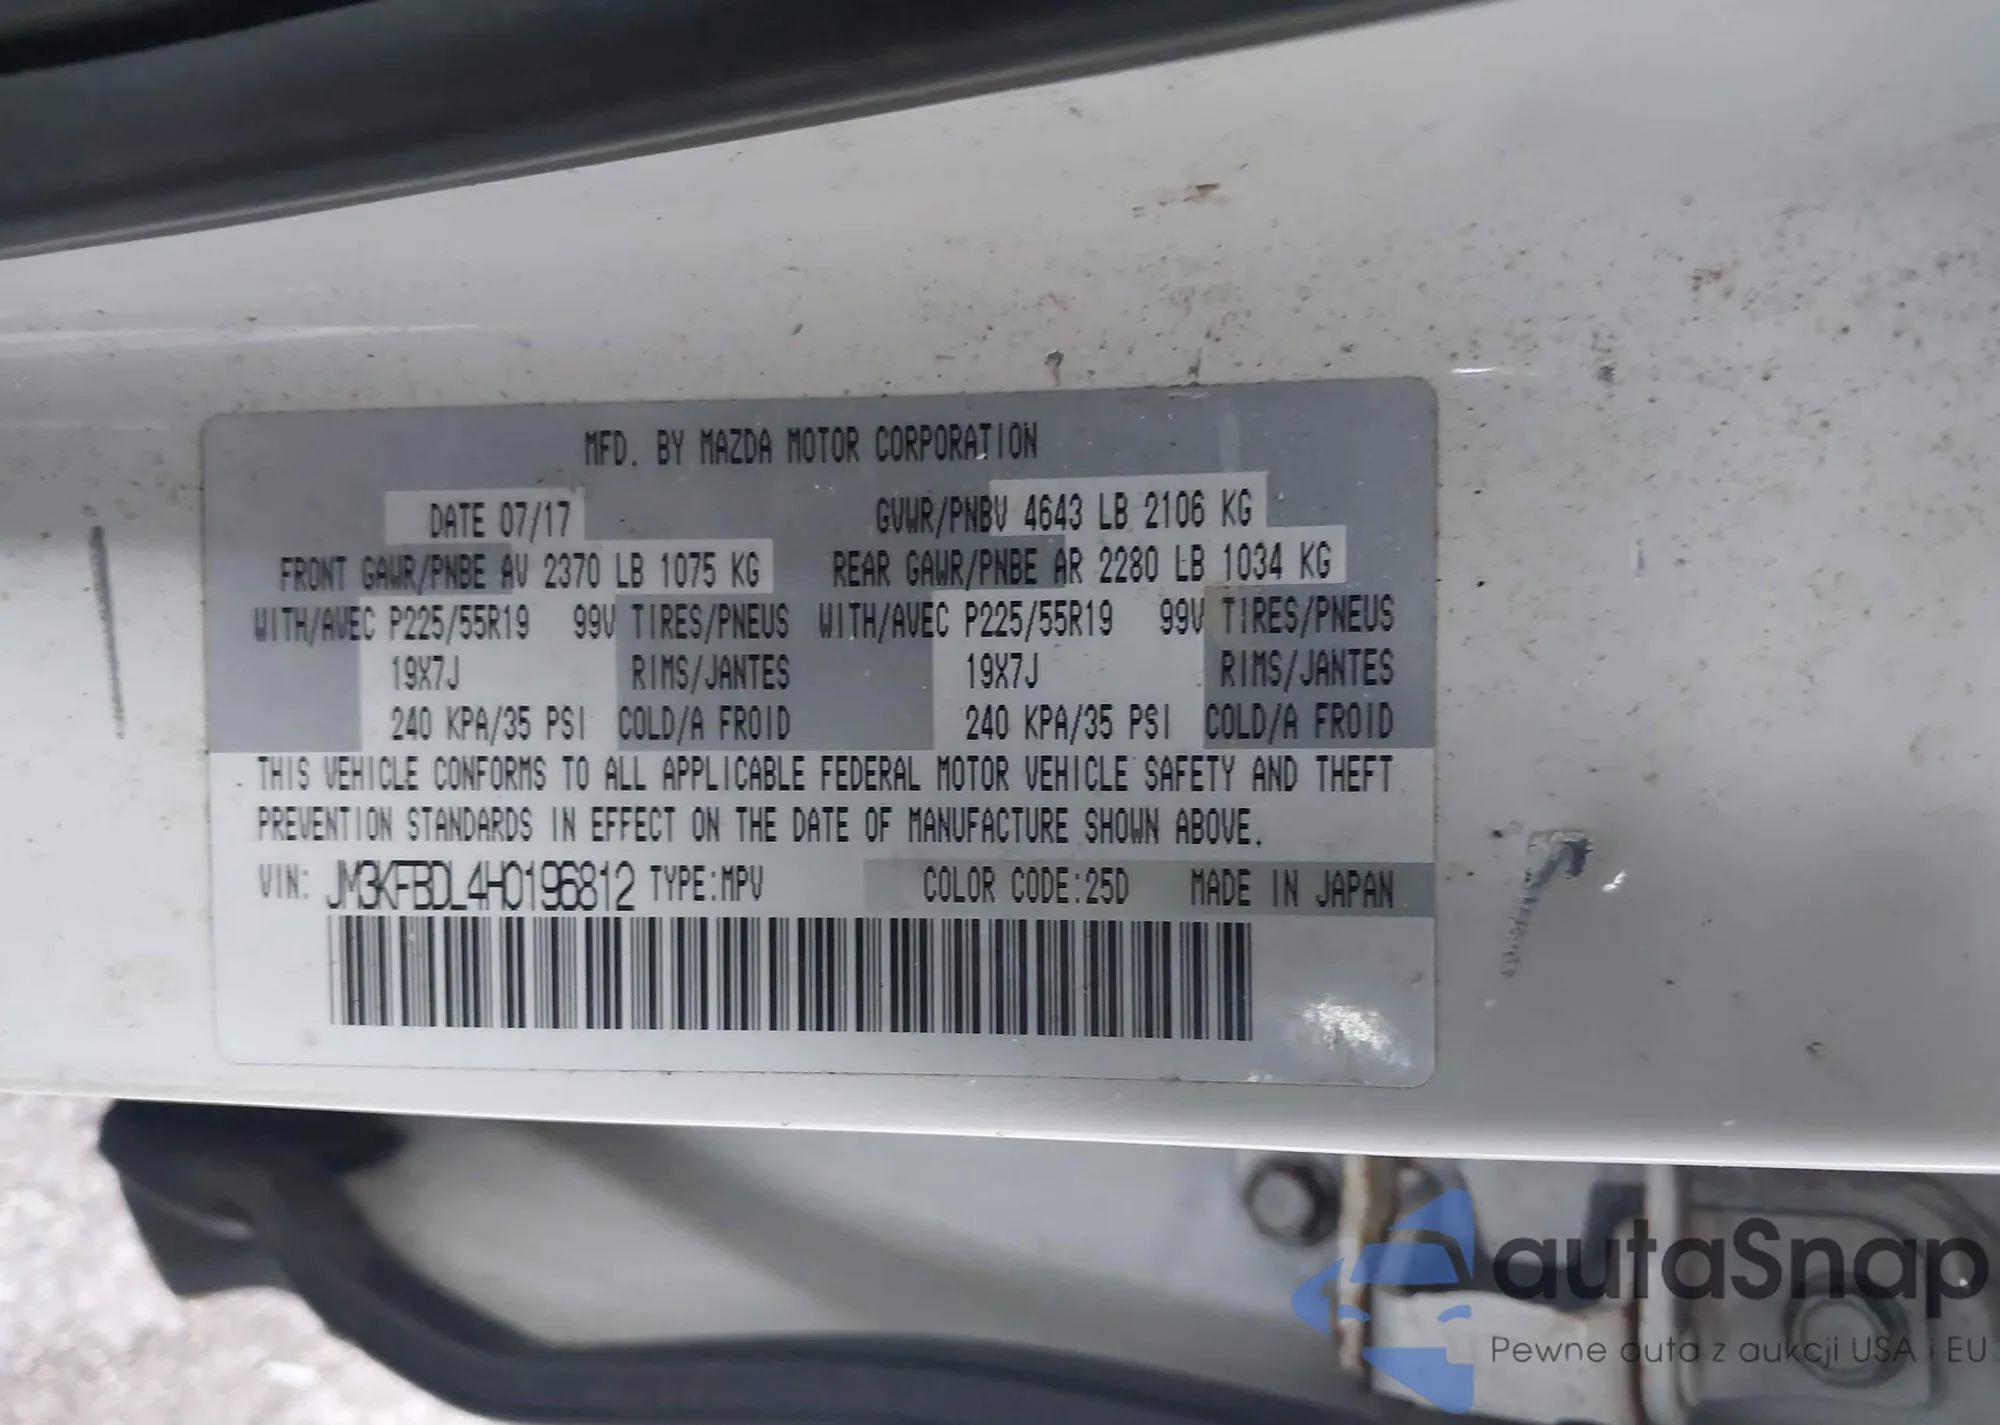 MFD. BY MAZDA MOTOR CORPORATION
DATE 07/17 GVWR/PNBV 4643 LB 2106 KG
FRONT GAWR/PNBE AV 2370 LB 1075 KG REAR GAWR/PNBE AR 2280 LB 1034 KG
WITH/AVEC P225/55R19 99V TIRES/PNEUS WITH/AVEC P225/55R19 99V TIRES/PNEUS
19X7J RIMS/JANTES 19X7J RIMS/JANTES
240 KPA/35 PSI COLD/A FROID 240 KPA/35 PSI COLD/A FROID
THIS VEHICLE CONFORMS TO ALL APPLICABLE FEDERAL MOTOR VEHICLE SAFETY AND THEFT
PREVENTION STANDARDS IN EFFECT ON THE DATE OF MANUFACTURE SHOWN ABOVE.
VIN: JM3KFBDL4H0196812 TYPE:MPV COLOR CODE:25D MADE IN JAPAN
autaSnap
Pewne auta z aukcji USA i EU